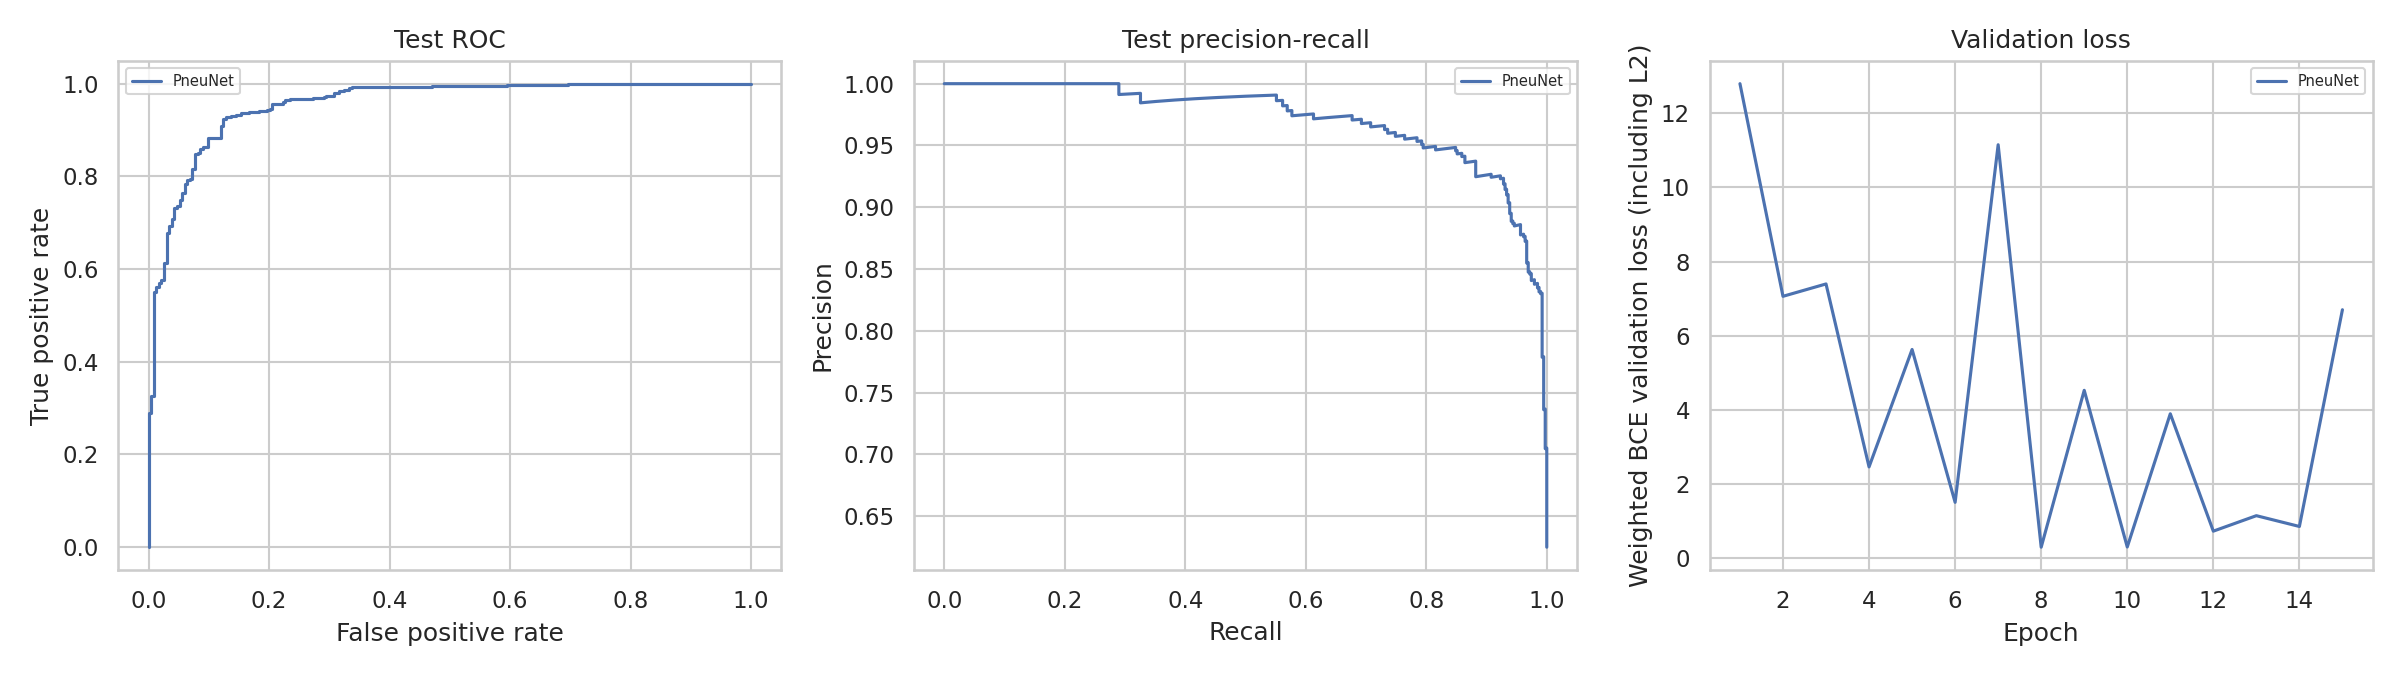 Test ROC
PneuNet
1.0
0.8
0.6
0.4
0.2
0.0
True positive rate
0.0 0.2 0.4 0.6 0.8 1.0
False positive rate
Test precision-recall
PneuNet
1.00
0.95
0.90
0.85
0.80
0.75
0.70
0.65
Precision
0.0 0.2 0.4 0.6 0.8 1.0
Recall
Validation loss
PneuNet
12
10
8
6
4
2
0
Weighted BCE validation loss (including L2)
2 4 6 8 10 12 14
Epoch